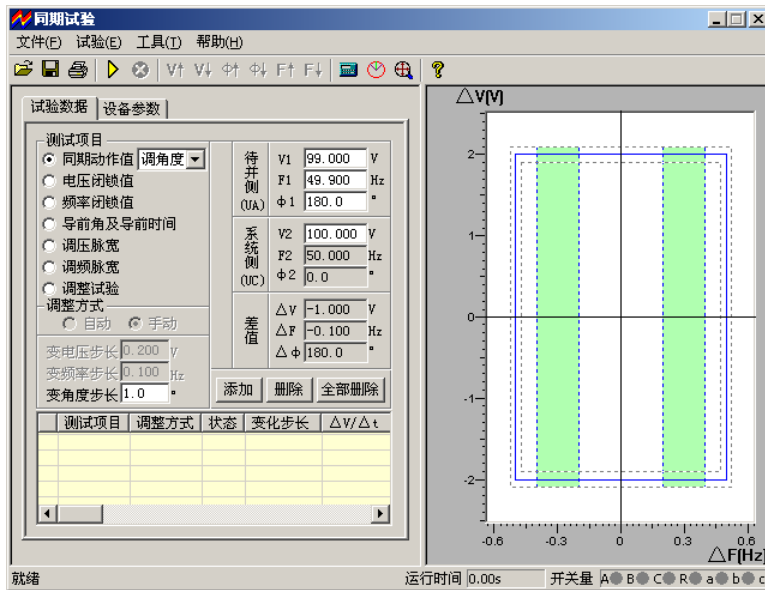 同期试验
文件(F) 试验(E) 工具(T) 帮助(H)
V↑ V↓ Φ↑ Φ↓ F↑ F↓
试验数据 设备参数
测试项目
同期动作值 调角度
电压闭锁值
频率闭锁值
导前角及导前时间
调压脉宽
调频脉宽
调整试验
调整方式
自动 手动
变电压步长 0.200 V
变频率步长 0.100 Hz
变角度步长 1.0 °
待并侧(UA)
V1 99.000 V
F1 49.900 Hz
Φ1 180.0 °
系统侧(UC)
V2 100.000 V
F2 50.000 Hz
Φ2 0.0 °
差值
△V -1.000 V
△F -0.100 Hz
△Φ 180.0 °
添加 删除 全部删除
测试项目 调整方式 状态 变化步长 △V/△t
△V(V)
2
1
0
-1
-2
-0.6 -0.3 0 0.3 0.6
△F(Hz)
就绪 运行时间 0.00s 开关量 A B C R a b c